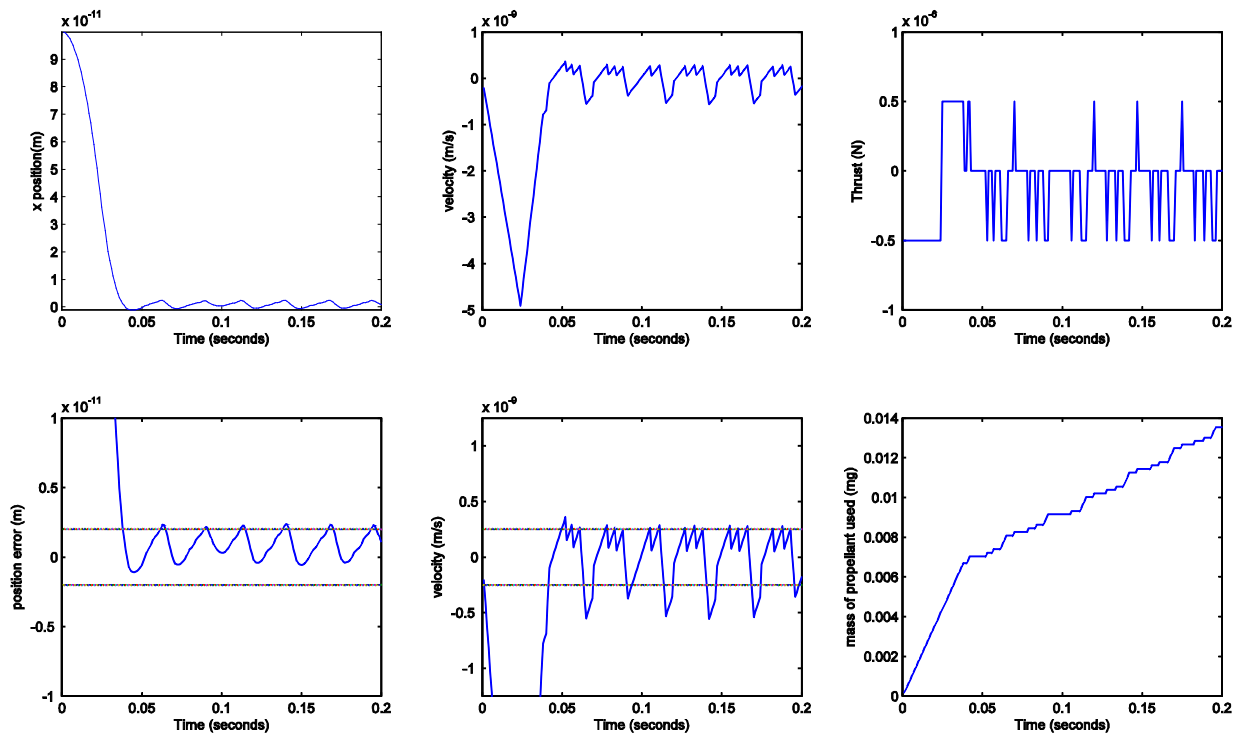 x 10^-11
9
8
7
6
5
4
3
2
1
0
x position(m)
0 0.05 0.1 0.15 0.2
Time (seconds)
x 10^-9
1
0
-1
-2
-3
-4
-5
velocity (m/s)
0 0.05 0.1 0.15 0.2
Time (seconds)
1
0.5
0
-0.5
-1
Thrust (N)
0 0.05 0.1 0.15 0.2
Time (seconds)
x 10^-11
1
0.5
0
-0.5
-1
position error (m)
0 0.05 0.1 0.15 0.2
Time (seconds)
x 10^-9
1
0.5
0
-0.5
-1
velocity (m/s)
0 0.05 0.1 0.15 0.2
Time (seconds)
0.014
0.012
0.01
0.008
0.006
0.004
0.002
0
mass of propellant used (mg)
0 0.05 0.1 0.15 0.2
Time (seconds)